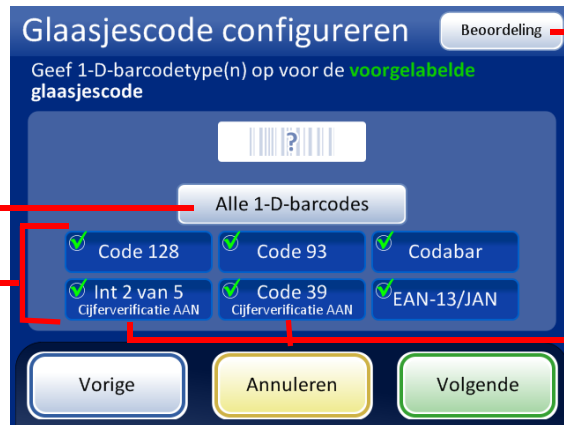 Glaasjescode configureren
Beoordeling
Geef 1-D-barcodetype(n) op voor de voorgelabelde
glaasjescode
?
Alle 1-D-barcodes
Code 128
Code 93
Codabar
Int 2 van 5
Cijferverificatie AAN
Code 39
Cijferverificatie AAN
EAN-13/JAN
Vorige
Annuleren
Volgende